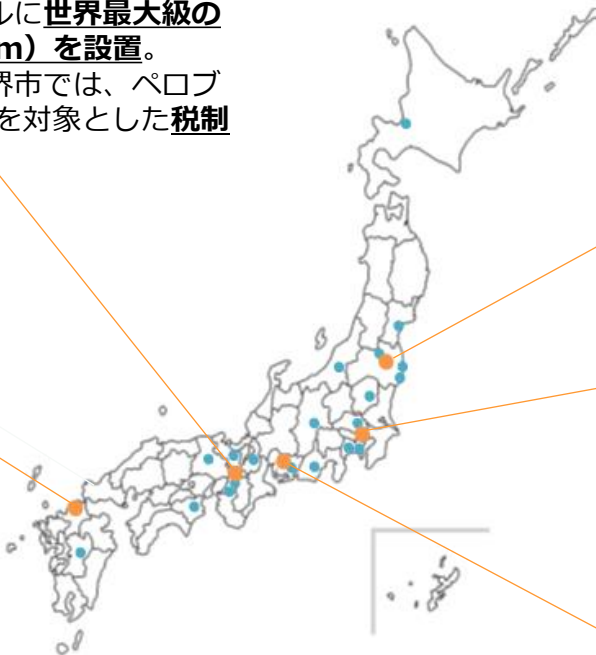 ルに世界最大級の
m）を設置。
堺市では、ペロブ
を対象とした税制